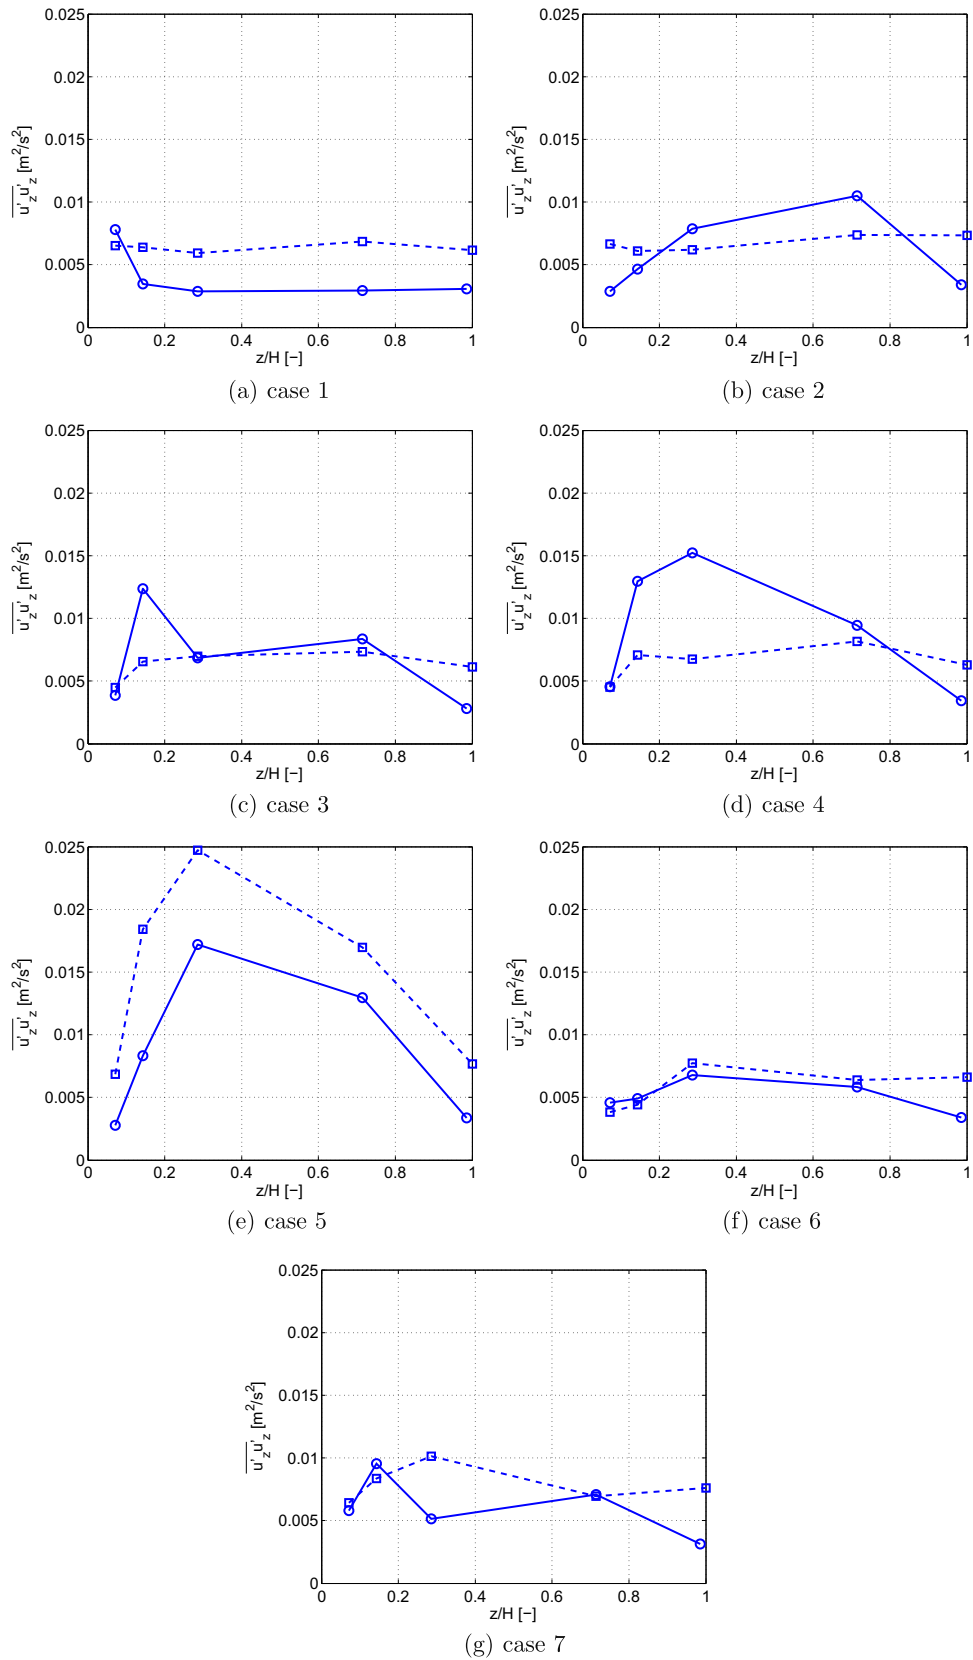 0.025 0.025
0.02 0.02
0.015 0.015
u'z u'z [m²/s²] u'z u'z [m²/s²]
0.01 0.01
0.005 0.005
0 0
0 0.2 0.4 0.6 0.8 1 0 0.2 0.4 0.6 0.8 1
z/H [−] z/H [−]
(a) case 1 (b) case 2
0.025 0.025
0.02 0.02
0.015 0.015
u'z u'z [m²/s²] u'z u'z [m²/s²]
0.01 0.01
0.005 0.005
0 0
0 0.2 0.4 0.6 0.8 1 0 0.2 0.4 0.6 0.8 1
z/H [−] z/H [−]
(c) case 3 (d) case 4
0.025 0.025
0.02 0.02
0.015 0.015
u'z u'z [m²/s²] u'z u'z [m²/s²]
0.01 0.01
0.005 0.005
0 0
0 0.2 0.4 0.6 0.8 1 0 0.2 0.4 0.6 0.8 1
z/H [−] z/H [−]
(e) case 5 (f) case 6
0.025
0.02
0.015
u'z u'z [m²/s²]
0.01
0.005
0
0 0.2 0.4 0.6 0.8 1
z/H [−]
(g) case 7